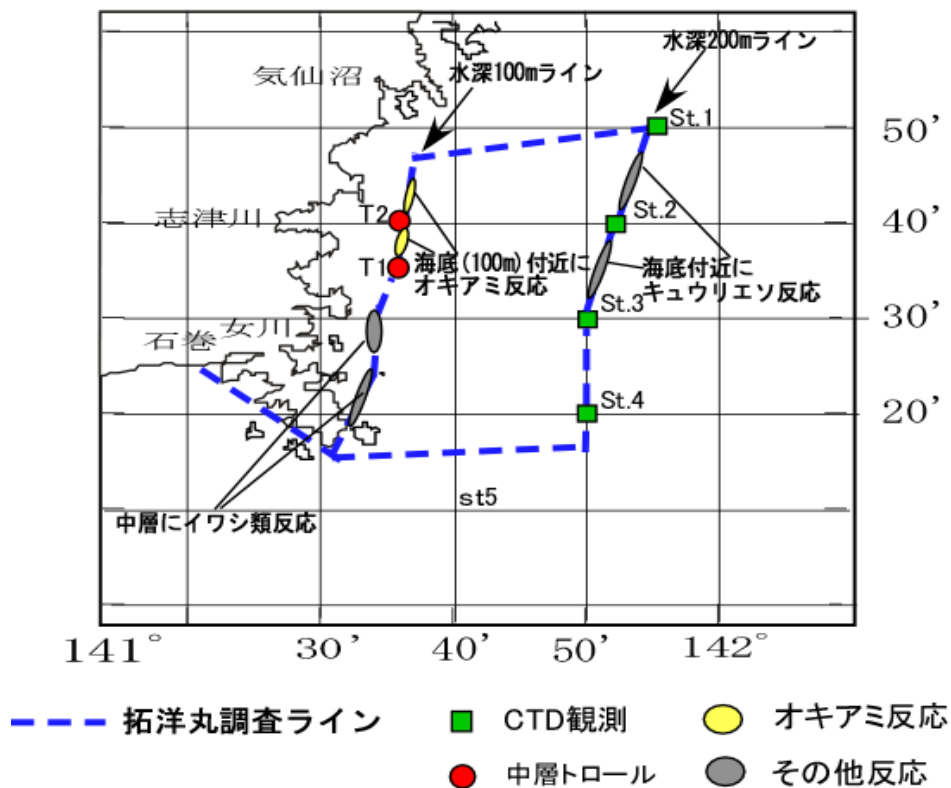 水深200mライン
気仙沼
水深100mライン
St.1
50’
志津川
T2
St.2
40’
T1
海底(100m)付近に
オキアミ反応
海底付近に
キュウリエソ反応
St.3
30’
石巻
女川
St.4
20’
st5
中層にイワシ類反応
141°
30’
40’
50’
142°
拓洋丸調査ライン
CTD観測
オキアミ反応
中層トロール
その他反応